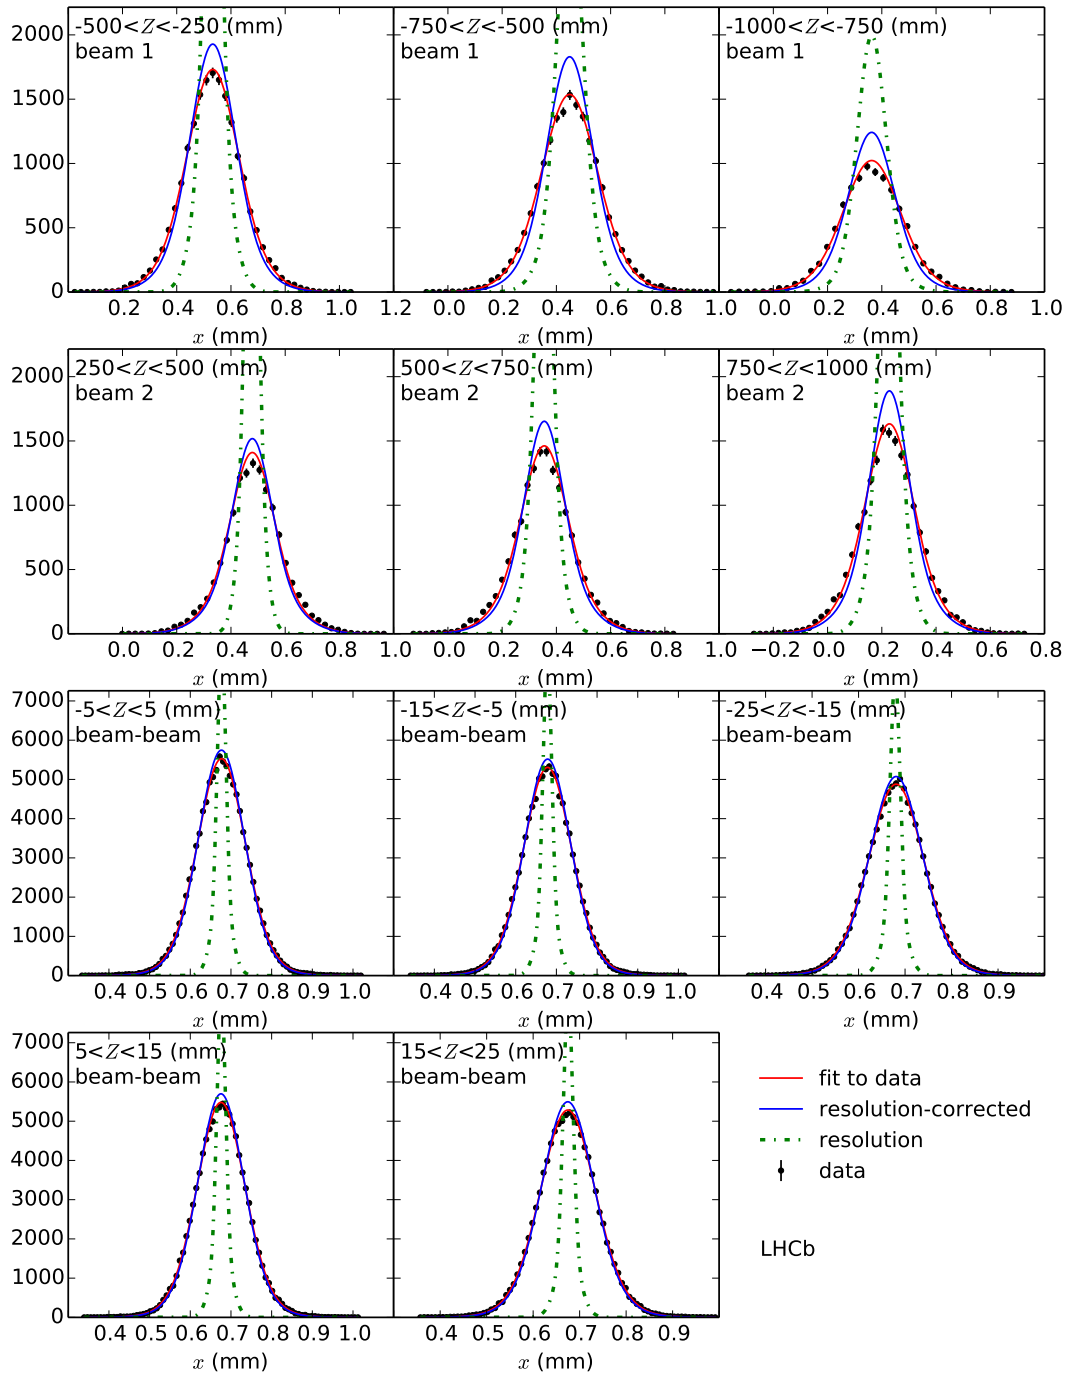 -500<Z<-250 (mm)
beam 1
-750<Z<-500 (mm)
beam 1
-1000<Z<-750 (mm)
beam 1
2000
1500
1000
500
0
0.2 0.4 0.6 0.8 1.0 1.2
0.0 0.2 0.4 0.6 0.8 1.0
0.0 0.2 0.4 0.6 0.8 1.0
x (mm)
x (mm)
x (mm)
250<Z<500 (mm)
beam 2
500<Z<750 (mm)
beam 2
750<Z<1000 (mm)
beam 2
2000
1500
1000
500
0
0.0 0.2 0.4 0.6 0.8 1.0
0.0 0.2 0.4 0.6 0.8 1.0
−0.2 0.0 0.2 0.4 0.6 0.8
x (mm)
x (mm)
x (mm)
-5<Z<5 (mm)
beam-beam
-15<Z<-5 (mm)
beam-beam
-25<Z<-15 (mm)
beam-beam
7000
6000
5000
4000
3000
2000
1000
0
0.4 0.5 0.6 0.7 0.8 0.9 1.0
0.4 0.5 0.6 0.7 0.8 0.9 1.0
0.4 0.5 0.6 0.7 0.8 0.9
x (mm)
x (mm)
x (mm)
5<Z<15 (mm)
beam-beam
15<Z<25 (mm)
beam-beam
7000
6000
5000
4000
3000
2000
1000
0
0.4 0.5 0.6 0.7 0.8 0.9 1.0
0.4 0.5 0.6 0.7 0.8 0.9
x (mm)
x (mm)
fit to data
resolution-corrected
resolution
data
LHCb